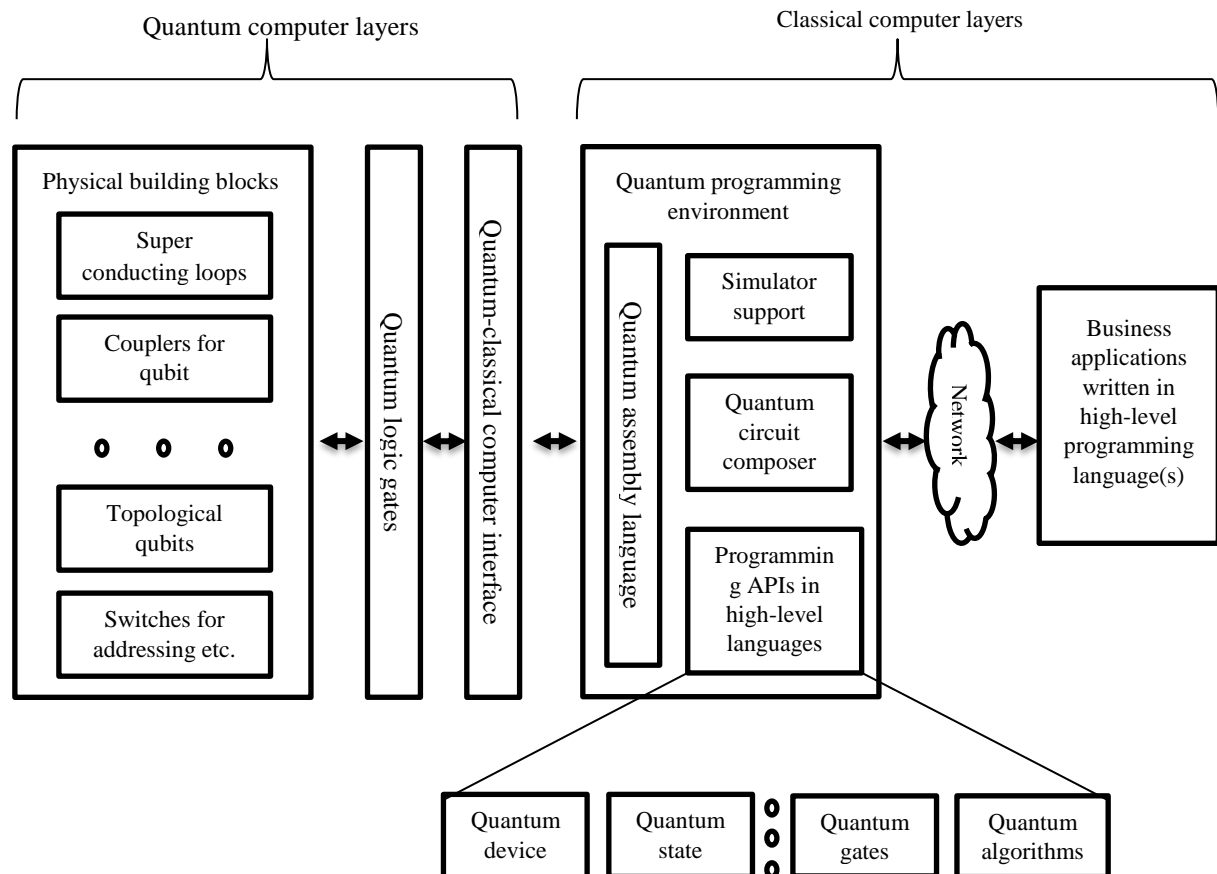 Quantum computer layers
Classical computer layers
Physical building blocks
Super
conducting loops
Couplers for
qubit
Topological
qubits
Switches for
addressing etc.
Quantum logic gates
Quantum-classical computer interface
Quantum programming
environment
Quantum assembly language
Simulator
support
Quantum
circuit
composer
Programmin
g APIs in
high-level
languages
Network
Business
applications
written in
high-level
programming
language(s)
Quantum
device
Quantum
state
Quantum
gates
Quantum
algorithms